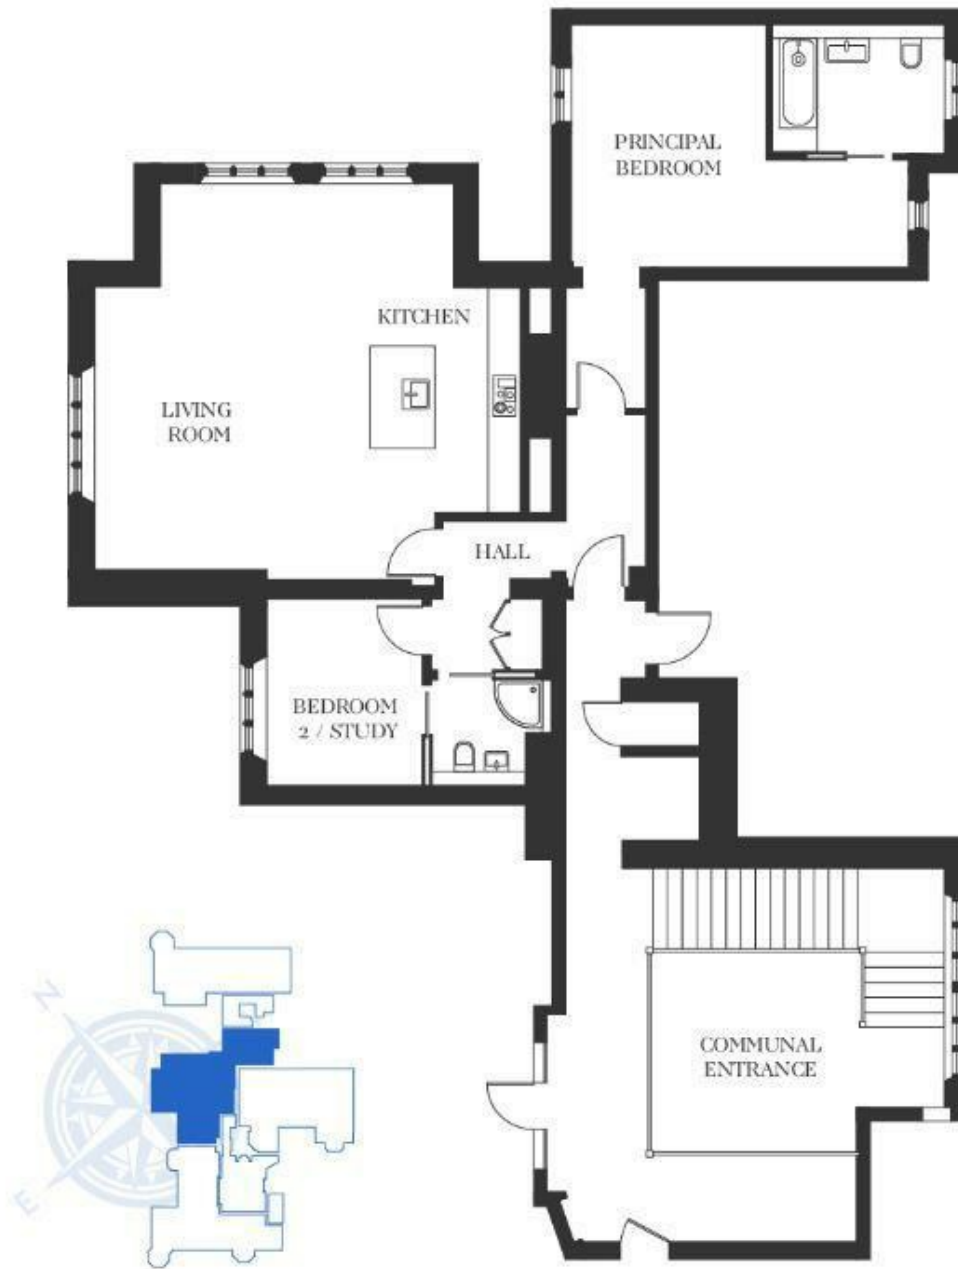 PRINCIPAL
BEDROOM
KITCHEN
LIVING
ROOM
HALL
BEDROOM
2 / STUDY
COMMUNAL
ENTRANCE
N
E